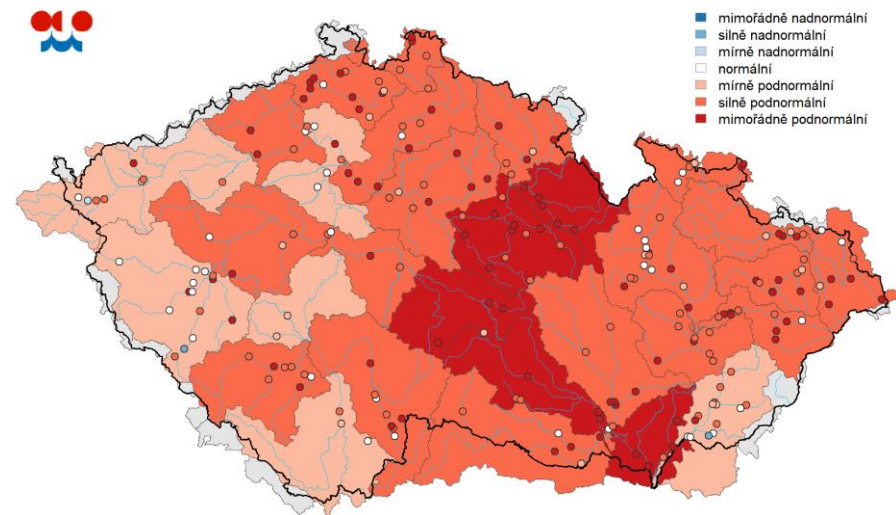 mimořádně nadnormální
silně nadnormální
mírně nadnormální
normální
mírně podnormální
silně podnormální
mimořádně podnormální